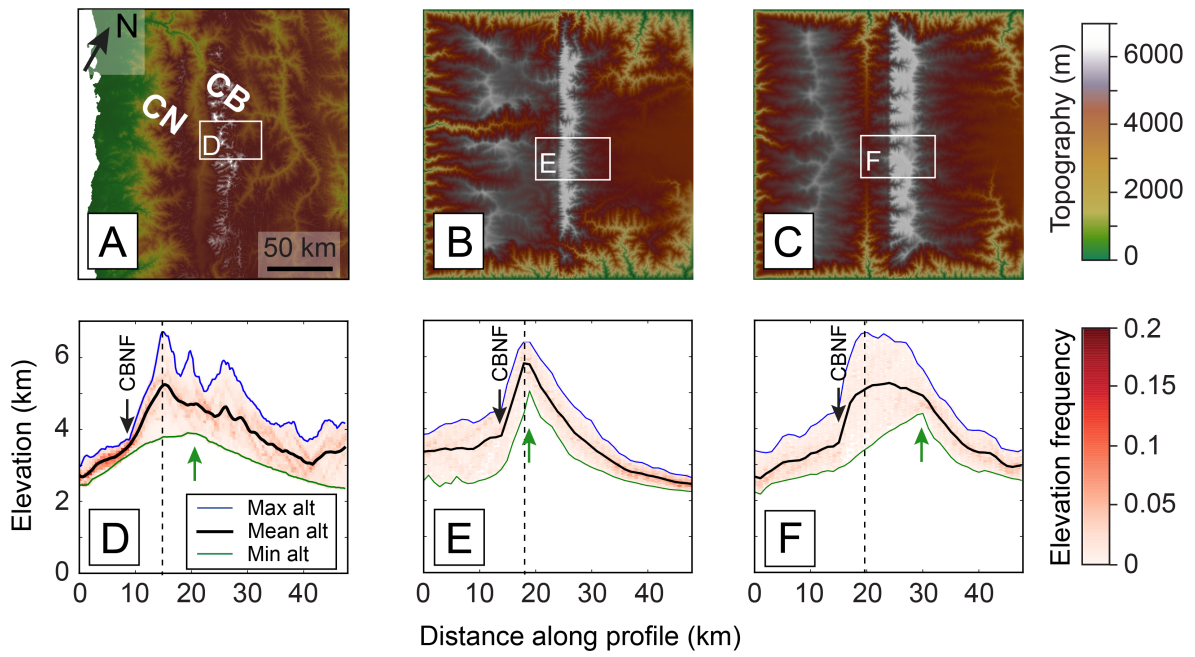 N
CN
CB
D
A
50 km
E
B
F
C
Topography (m)
6000
4000
2000
0
Elevation (km)
6
4
2
0
CBNF
D
Max alt
Mean alt
Min alt
0
10
20
30
40
CBNF
E
0
10
20
30
40
CBNF
F
0
10
20
30
40
Distance along profile (km)
Elevation frequency
0.2
0.15
0.1
0.05
0